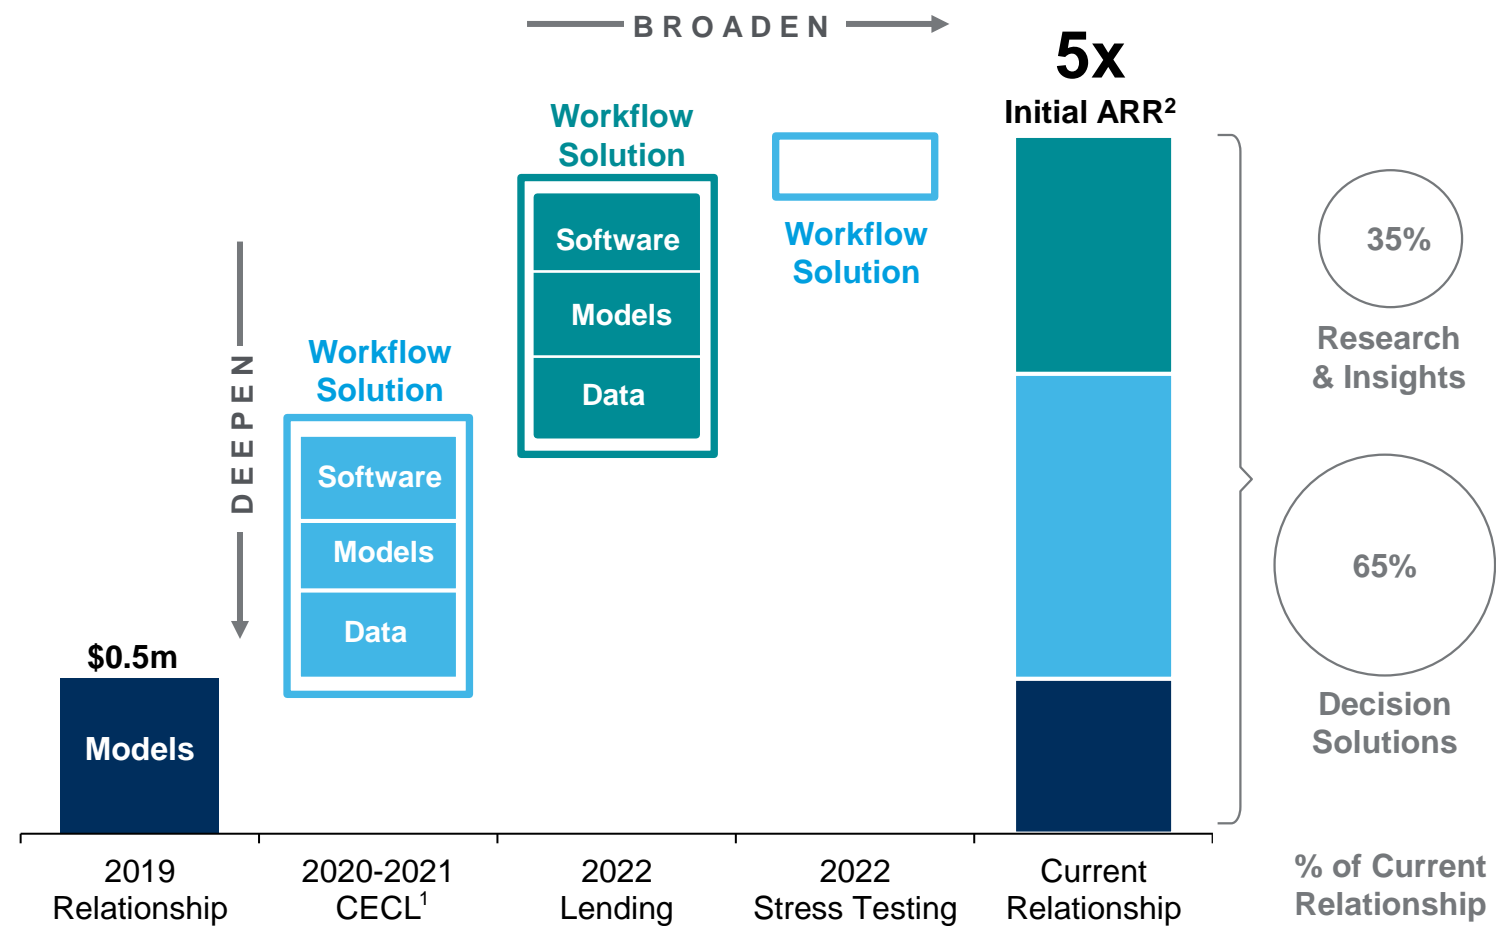 BROADEN
5x
Initial ARR2
Workflow
Solution
Software
Models
Data
Workflow
Solution
35%
Research
& Insights
DEEPEN
Workflow
Solution
Software
Models
Data
65%
Decision
Solutions
$0.5m
Models
2019
Relationship
2020-2021
CECL1
2022
Lending
2022
Stress Testing
Current
Relationship
% of Current
Relationship